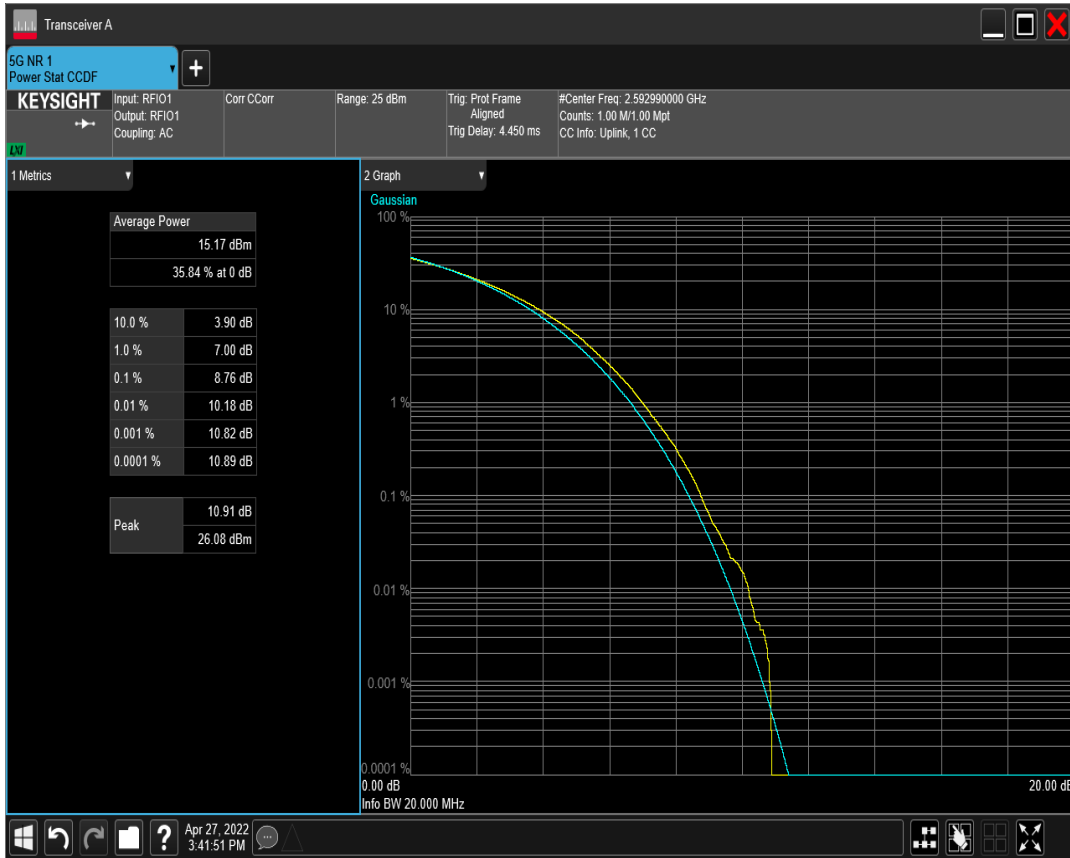 Transceiver A
5G NR 1
Power Stat CCDF
KEYSIGHT
LXI
Input: RFIO1
Output: RFIO1
Coupling: AC
Corr CCorr
Range: 25 dBm
Trig: Prot Frame
Aligned
Trig Delay: 4.450 ms
#Center Freq: 2.592990000 GHz
Counts: 1.00 M/1.00 Mpt
CC Info: Uplink, 1 CC
1 Metrics
Average Power
15.17 dBm
35.84 % at 0 dB
10.0 % 3.90 dB
1.0 % 7.00 dB
0.1 % 8.76 dB
0.01 % 10.18 dB
0.001 % 10.82 dB
0.0001 % 10.89 dB
Peak
10.91 dB
26.08 dBm
2 Graph
Gaussian
100 %
10 %
1 %
0.1 %
0.01 %
0.001 %
0.0001 %
0.00 dB 20.00 dB
Info BW 20.000 MHz
Apr 27, 2022
3:41:51 PM